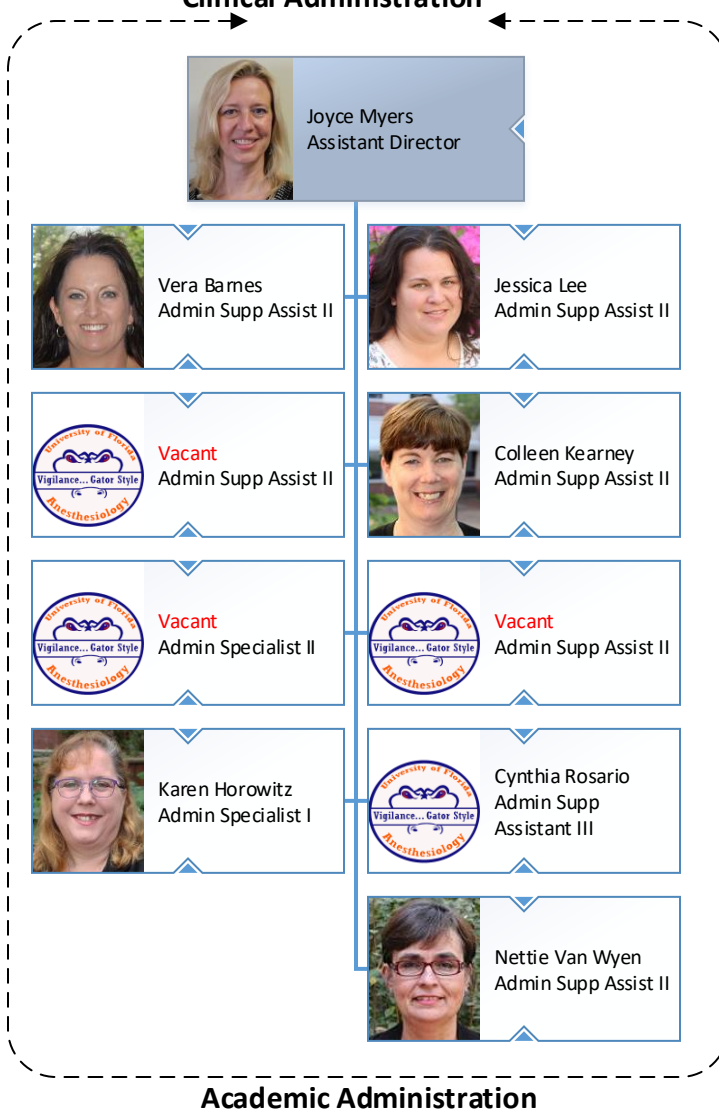 Clinical Administration
Joyce Myers
Assistant Director
Vera Barnes
Admin Supp Assist II
Jessica Lee
Admin Supp Assist II
University of Florida
Vigilance... Gator Style
Anesthesiology
Vacant
Admin Supp Assist II
Colleen Kearney
Admin Supp Assist II
University of Florida
Vigilance... Gator Style
Anesthesiology
Vacant
Admin Specialist II
University of Florida
Vigilance... Gator Style
Anesthesiology
Vacant
Admin Supp Assist II
Karen Horowitz
Admin Specialist I
University of Florida
Vigilance... Gator Style
Anesthesiology
Cynthia Rosario
Admin Supp
Assistant III
Nettie Van Wyen
Admin Supp Assist II
Academic Administration